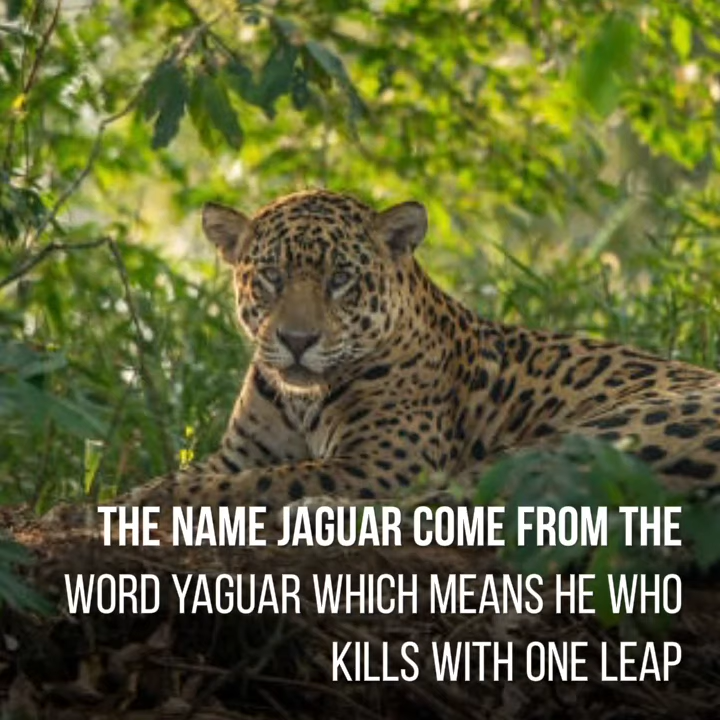 THE NAME JAGUAR COME FROM THE
WORD YAGUAR WHICH MEANS HE WHO
KILLS WITH ONE LEAP